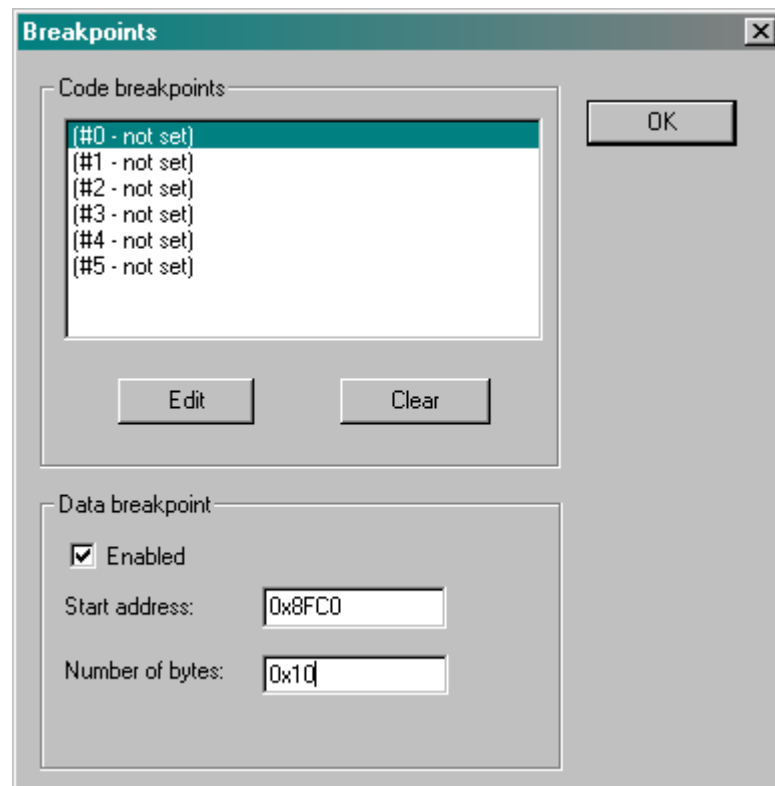 Breakpoints
Code breakpoints
(#0 - not set)
(#1 - not set)
(#2 - not set)
(#3 - not set)
(#4 - not set)
(#5 - not set)
OK
Edit
Clear
Data breakpoint
Enabled
Start address: 0x8FC0
Number of bytes: 0x10